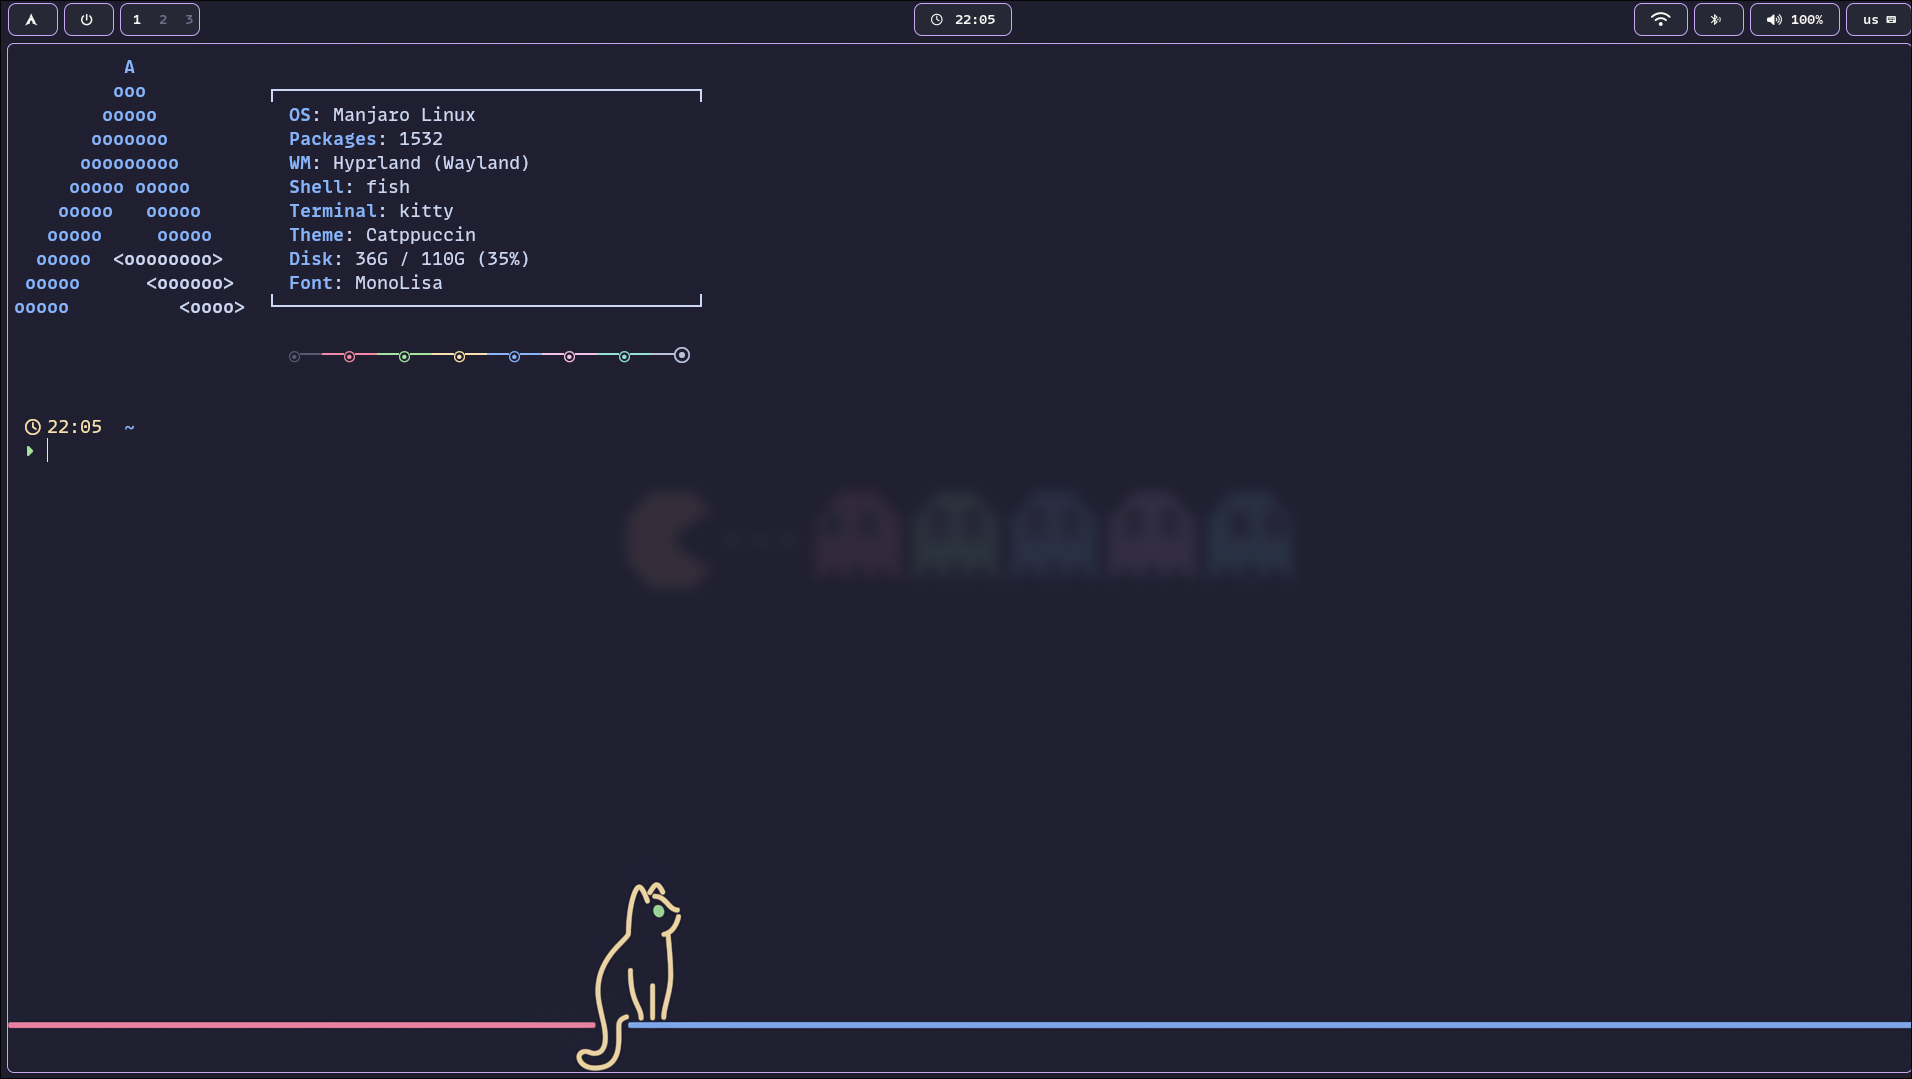 1 2 3
22:05
100%
us
A
ooo
ooooo
ooooooo
ooooooooo
ooooo ooooo
ooooo   ooooo
ooooo     ooooo
ooooo  <oooooooo>
ooooo      <oooooo>
ooooo          <oooo>
OS: Manjaro Linux
Packages: 1532
WM: Hyprland (Wayland)
Shell: fish
Terminal: kitty
Theme: Catppuccin
Disk: 36G / 110G (35%)
Font: MonoLisa
22:05 ~